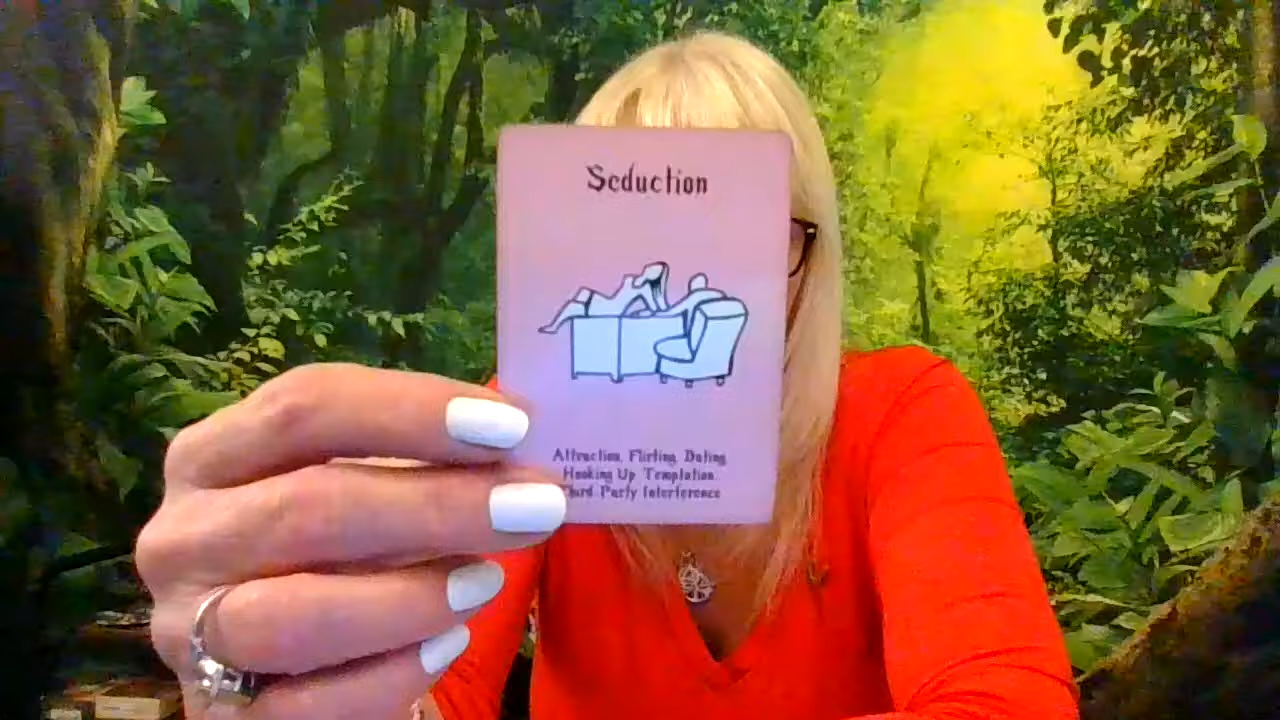 Seduction
Attraction, Flirting, Dating,
Hooking Up, Temptation,
Third Party Interference